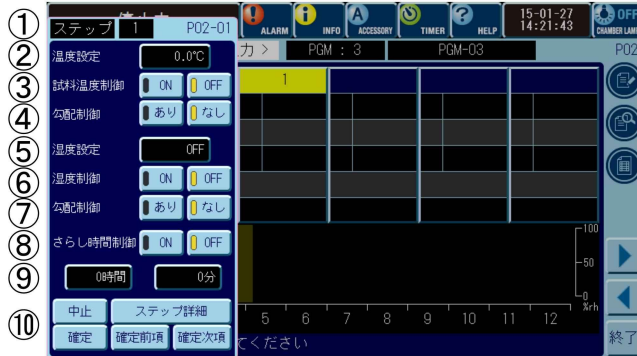 ① ステップ 1 P02-01
② 温度設定 0.0℃
③ 試料温度制御 ON OFF
④ 勾配制御 あり なし
⑤ 湿度設定 OFF
⑥ 湿度制御 ON OFF
⑦ 勾配制御 あり なし
⑧ さらし時間制御 ON OFF
⑨ 0時間 0分
⑩ 中止 ステップ詳細
確定 確定前項 確定次項
ALARM INFO ACCESSORY TIMER HELP 15-01-27 OFF
14:21:43 CHAMBER LAMP
力 > PGM : 3 PGM-03 P02
1
100
50
0
%rh
5 6 7 8 9 10 11 12
てください 終了